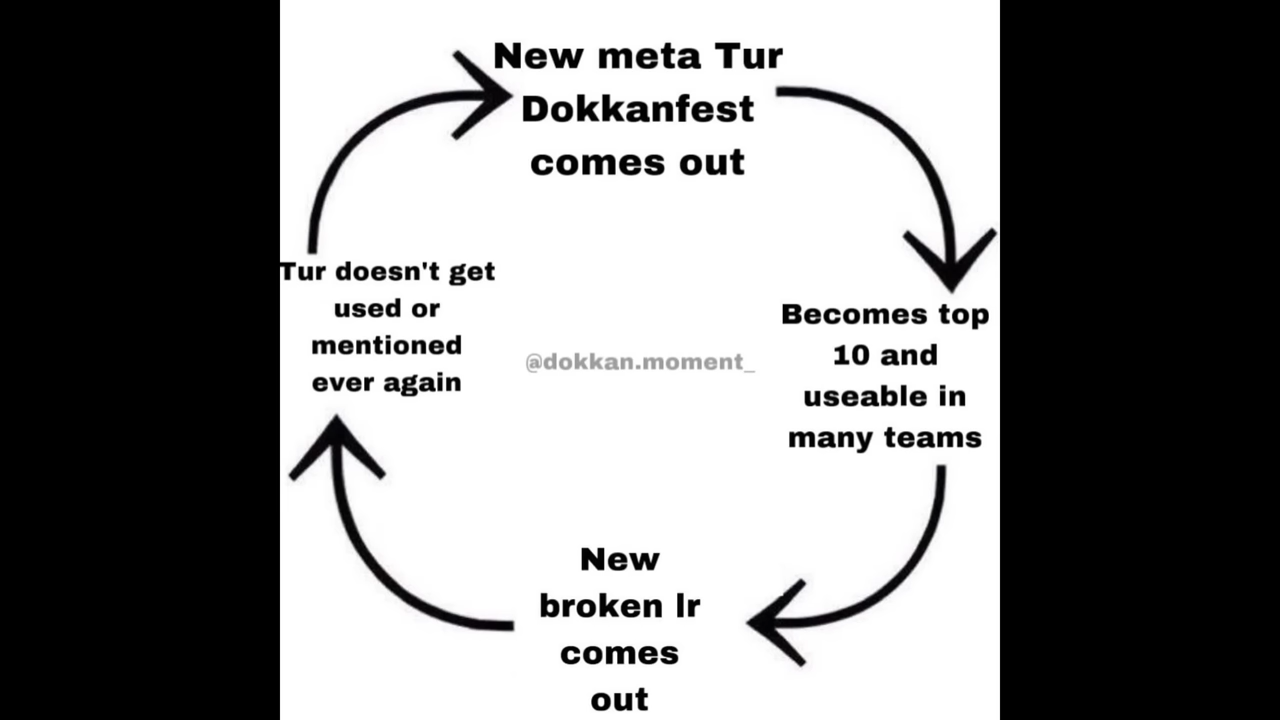 New meta Tur
Dokkanfest
comes out
Becomes top
10 and
useable in
many teams
New
broken lr
comes
out
Tur doesn't get
used or
mentioned
ever again
@dokkan.moment_